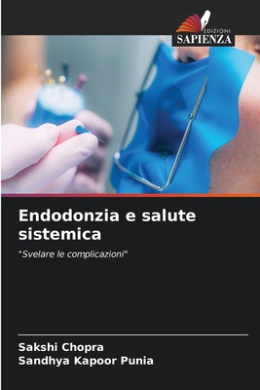 EDIZIONI
SAPIENZA
Endodonzia e salute
sistemica
"Svelare le complicazioni"
Sakshi Chopra
Sandhya Kapoor Punia